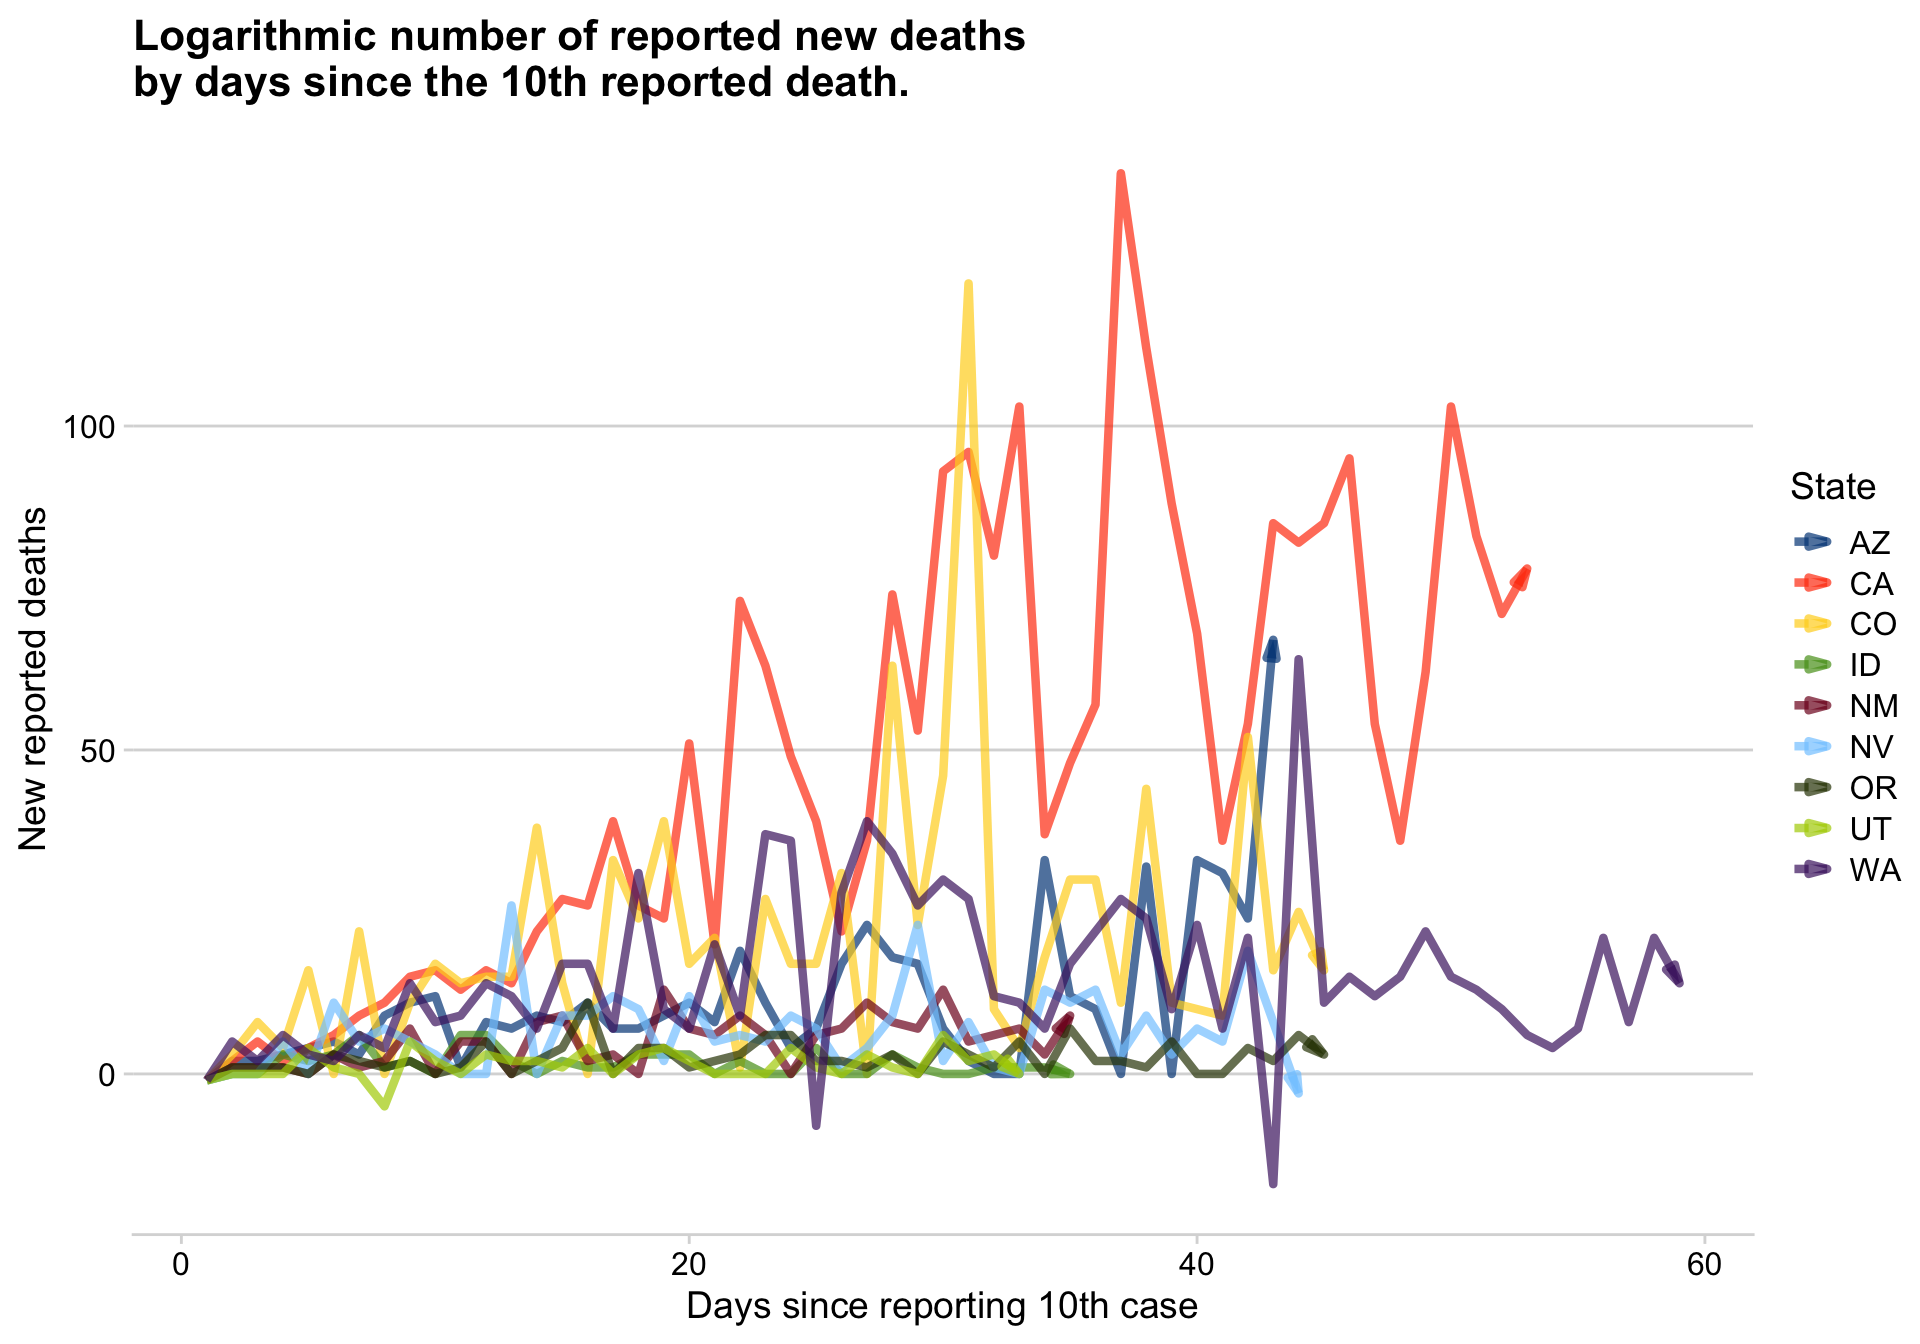 Logarithmic number of reported new deaths
by days since the 10th reported death.
New reported deaths
100
50
0
0
20
40
60
Days since reporting 10th case
State
AZ
CA
CO
ID
NM
NV
OR
UT
WA